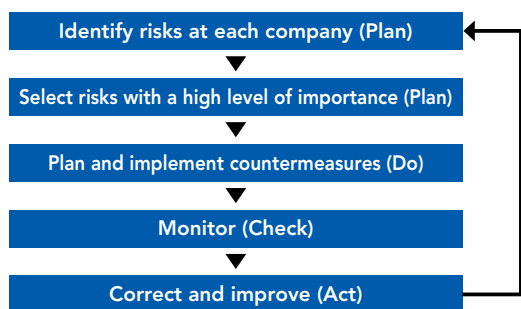 Identify risks at each company (Plan)
Select risks with a high level of importance (Plan)
Plan and implement countermeasures (Do)
Monitor (Check)
Correct and improve (Act)